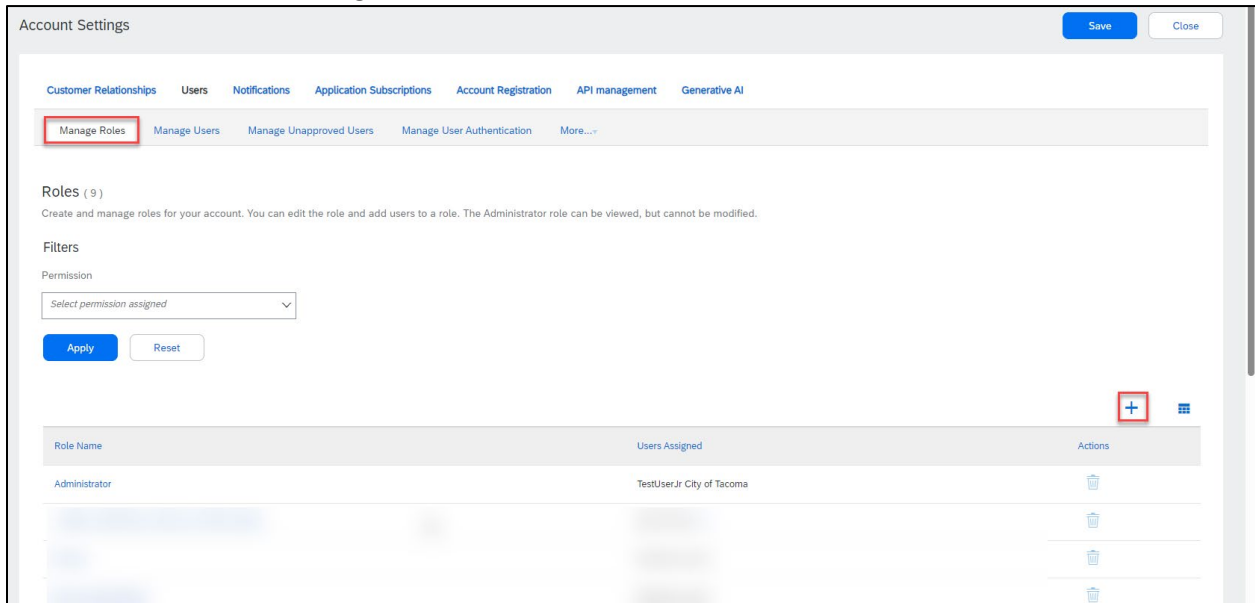 Account Settings
Save Close
Customer Relationships Users Notifications Application Subscriptions Account Registration API management Generative AI
Manage Roles Manage Users Manage Unapproved Users Manage User Authentication More...
Roles (9)
Create and manage roles for your account. You can edit the role and add users to a role. The Administrator role can be viewed, but cannot be modified.
Filters
Permission
Select permission assigned
Apply Reset
Role Name Users Assigned Actions
Administrator TestUserJr City of Tacoma